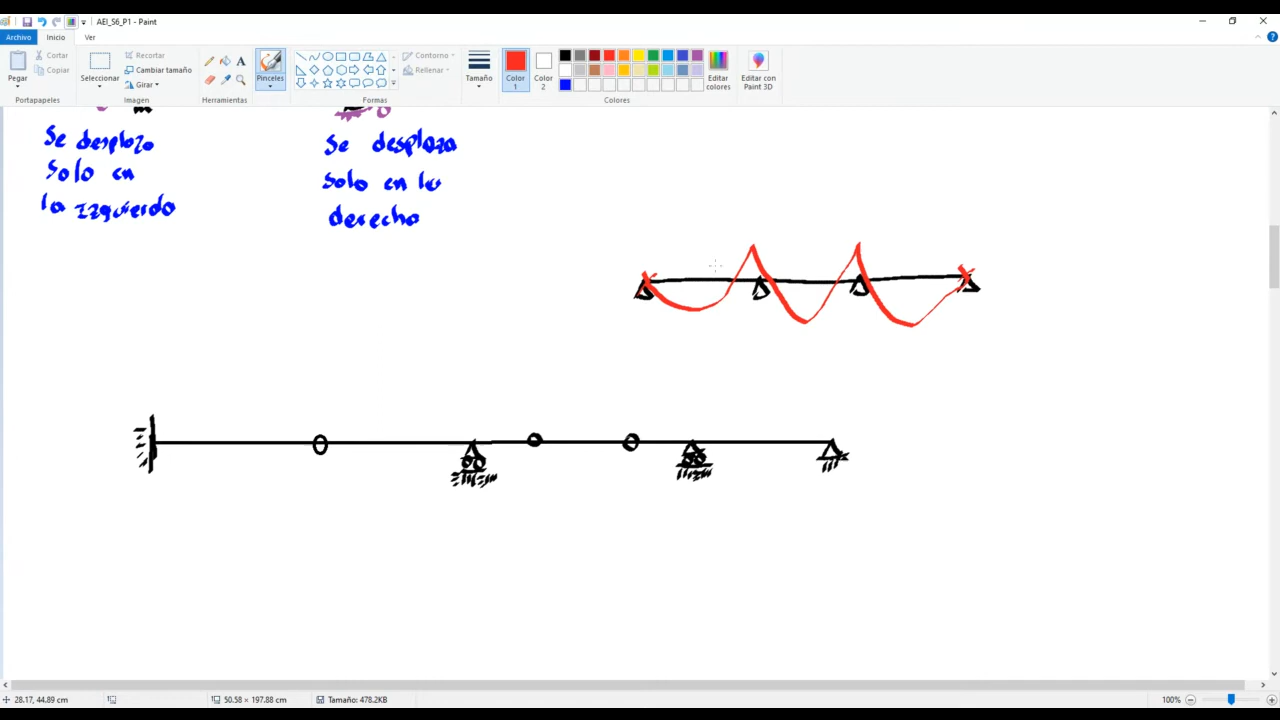 AEI_S6_P1 - Paint
Archivo Inicio Ver
Pegar
Cortar
Copiar
Portapapeles
Seleccionar
Recortar
Cambiar tamaño
Girar
Imagen
A
Herramientas
Pinceles
Contorno
Rellenar
Formas
Tamaño
Color 1
Color 2
Editar colores
Editar con Paint 3D
Colores
Se desplaza
Solo en
la Izquierda
Se desplaza
Solo en la
derecha
28.17, 44.89 cm
50.58 × 197.88 cm
Tamaño: 478.2KB
100%